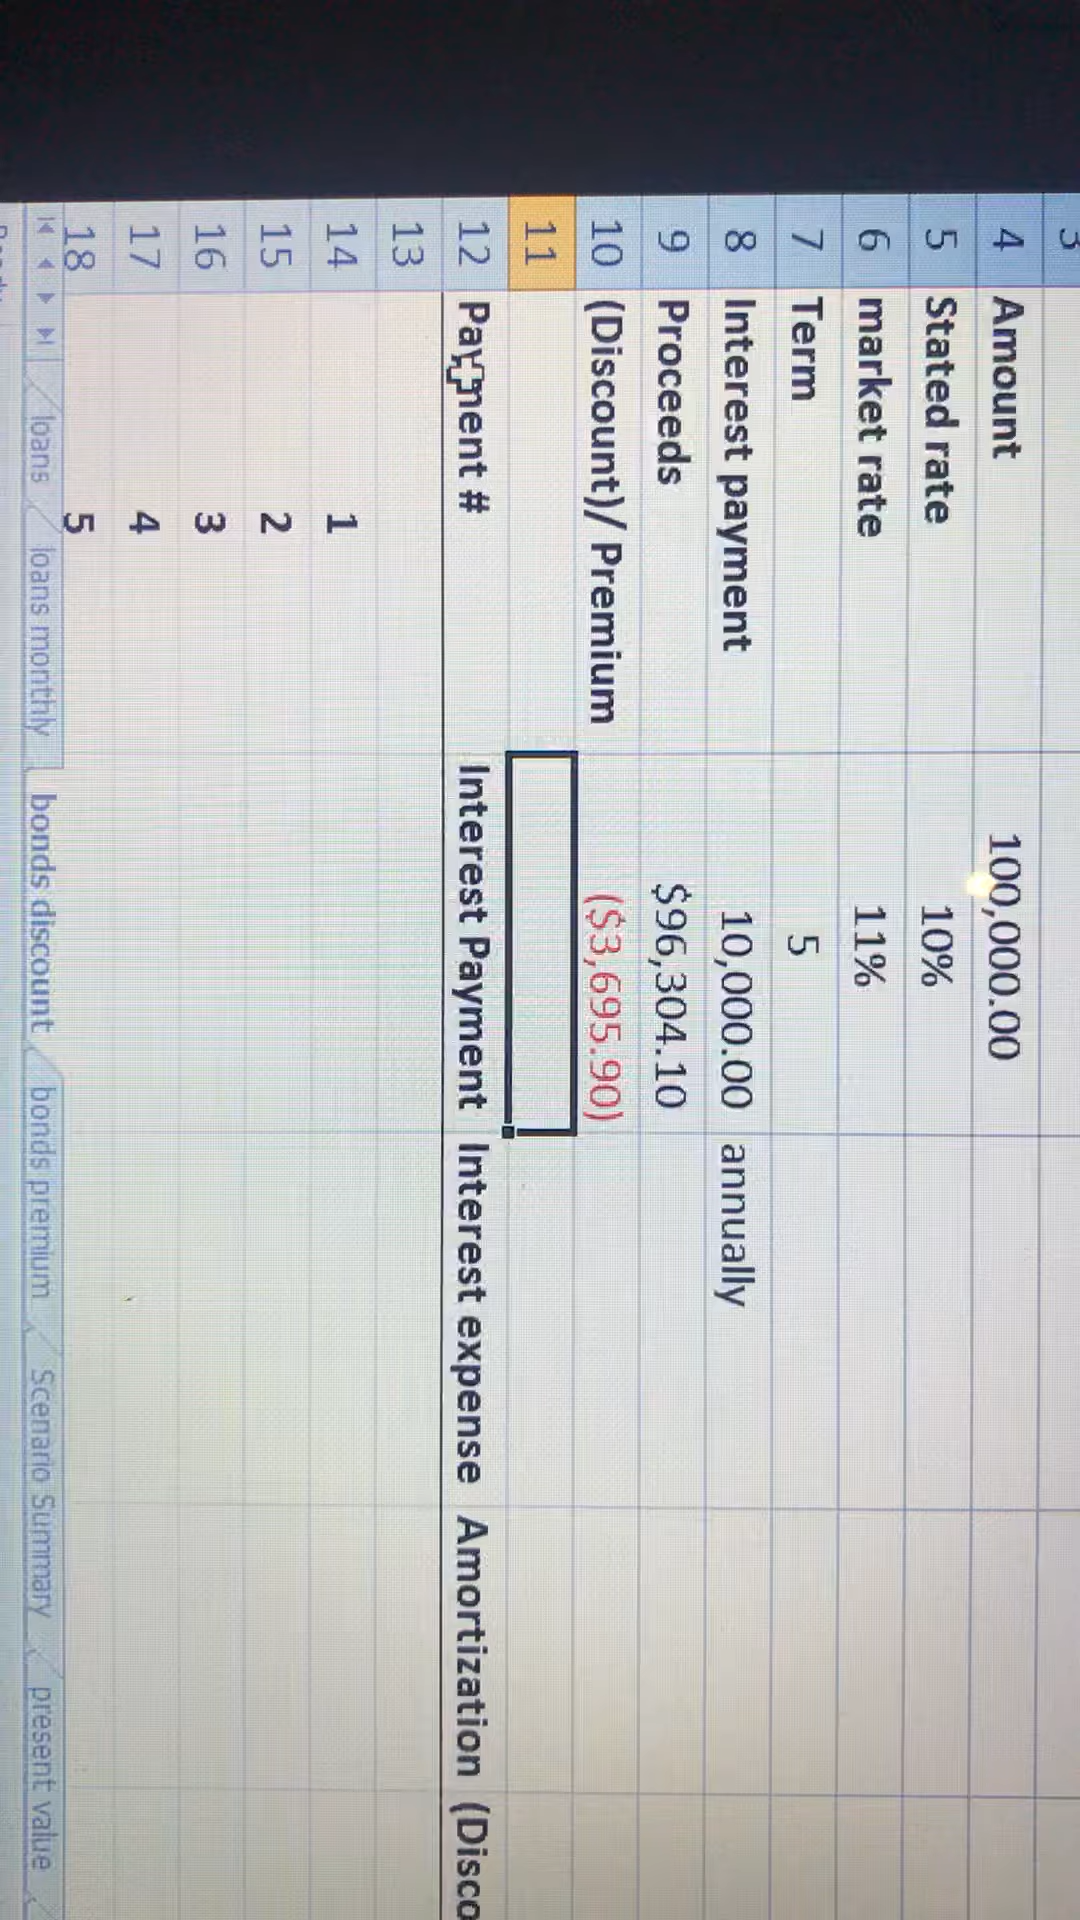 3
4 Amount 100,000.00
5 Stated rate 10%
6 market rate 11%
7 Term 5
8 Interest payment 10,000.00 annually
9 Proceeds $96,304.10
10 (Discount)/ Premium ($3,695.90)
11
12 Payment # Interest Payment Interest expense Amortization (Disco
13
14 1
15 2
16 3
17 4
18 5
loans loans monthly bonds discount bonds premium Scenario Summary present value